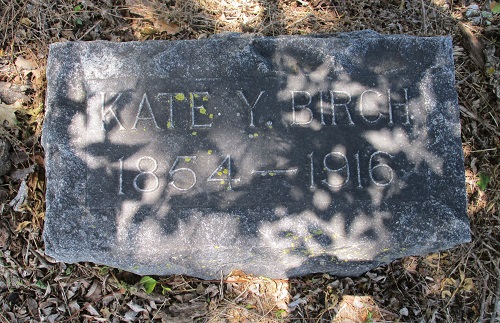 KATE Y. BIRCH
1854 — 1916